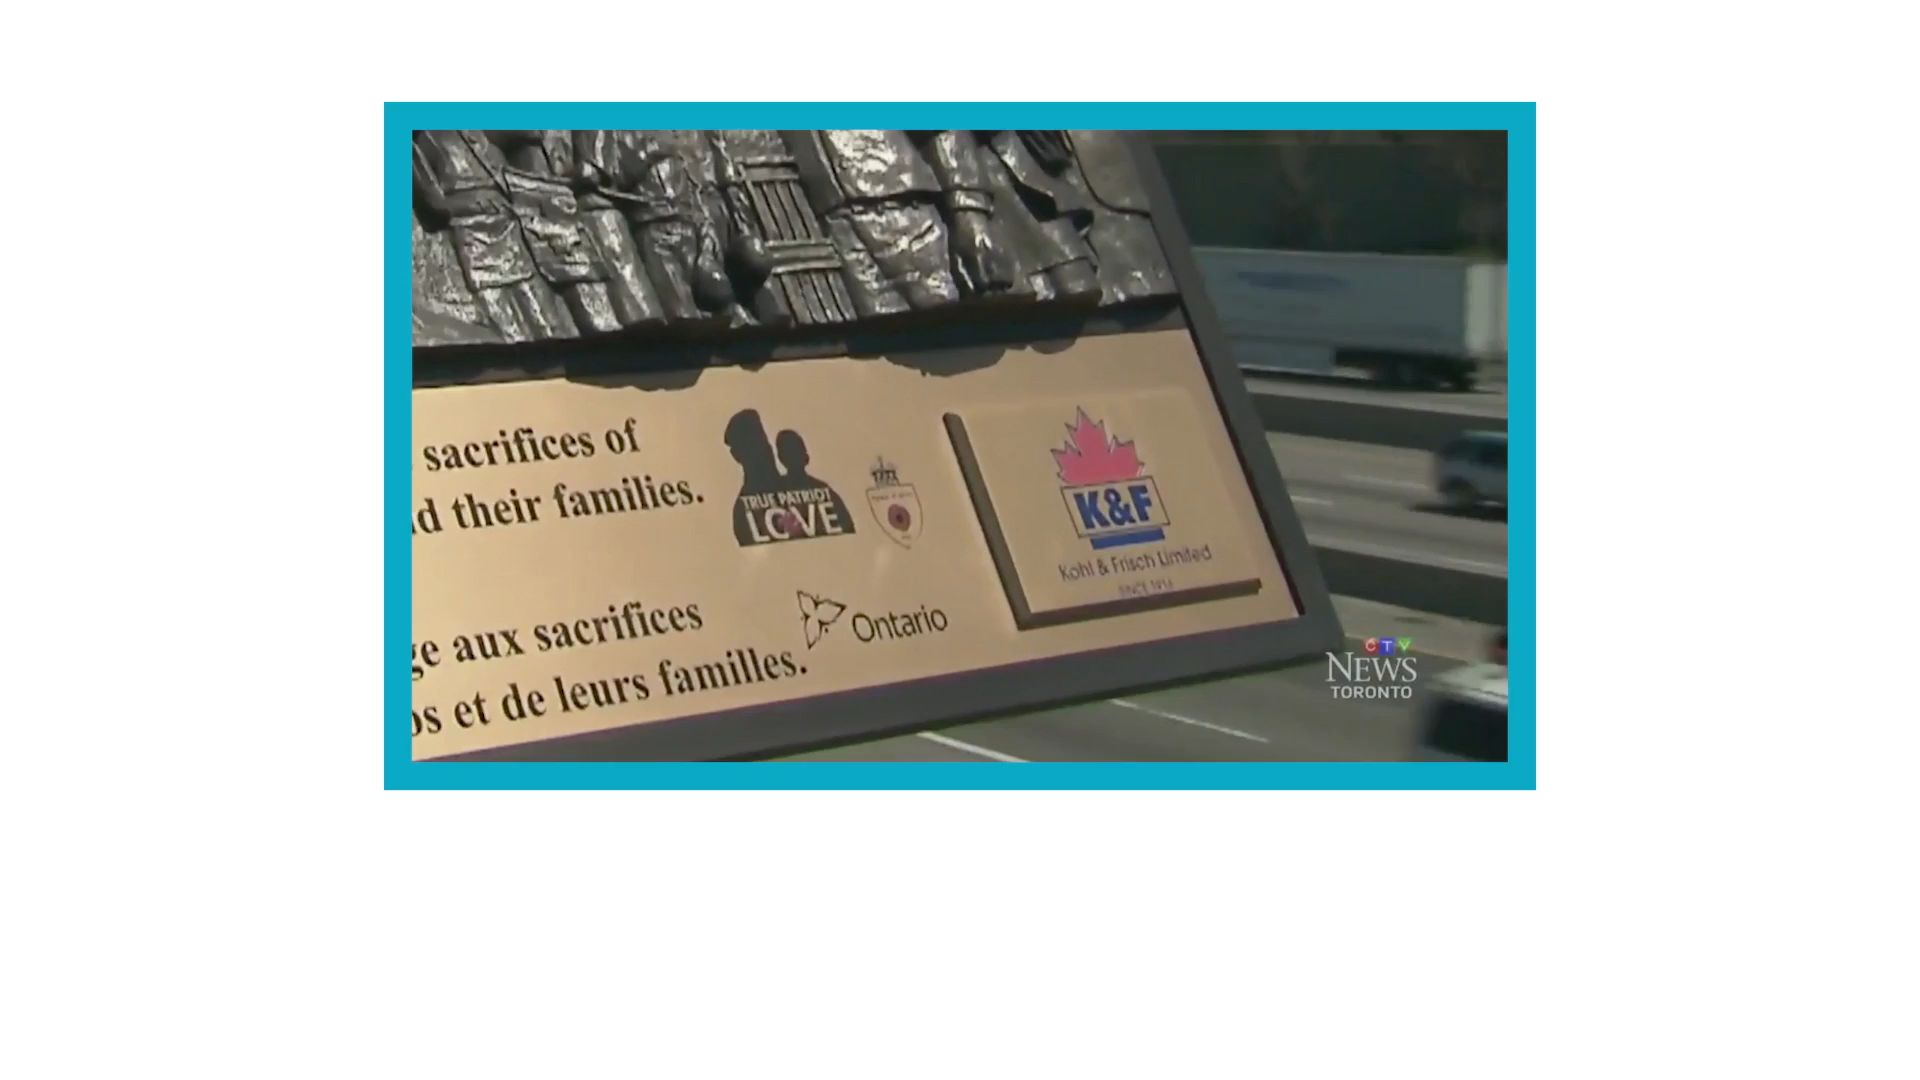 sacrifices of
d their families.
ge aux sacrifices
os et de leurs familles.
TRUE PATRIOT
LOVE
Ontario
K&F
Kohl & Frisch Limited
CTV
NEWS
TORONTO